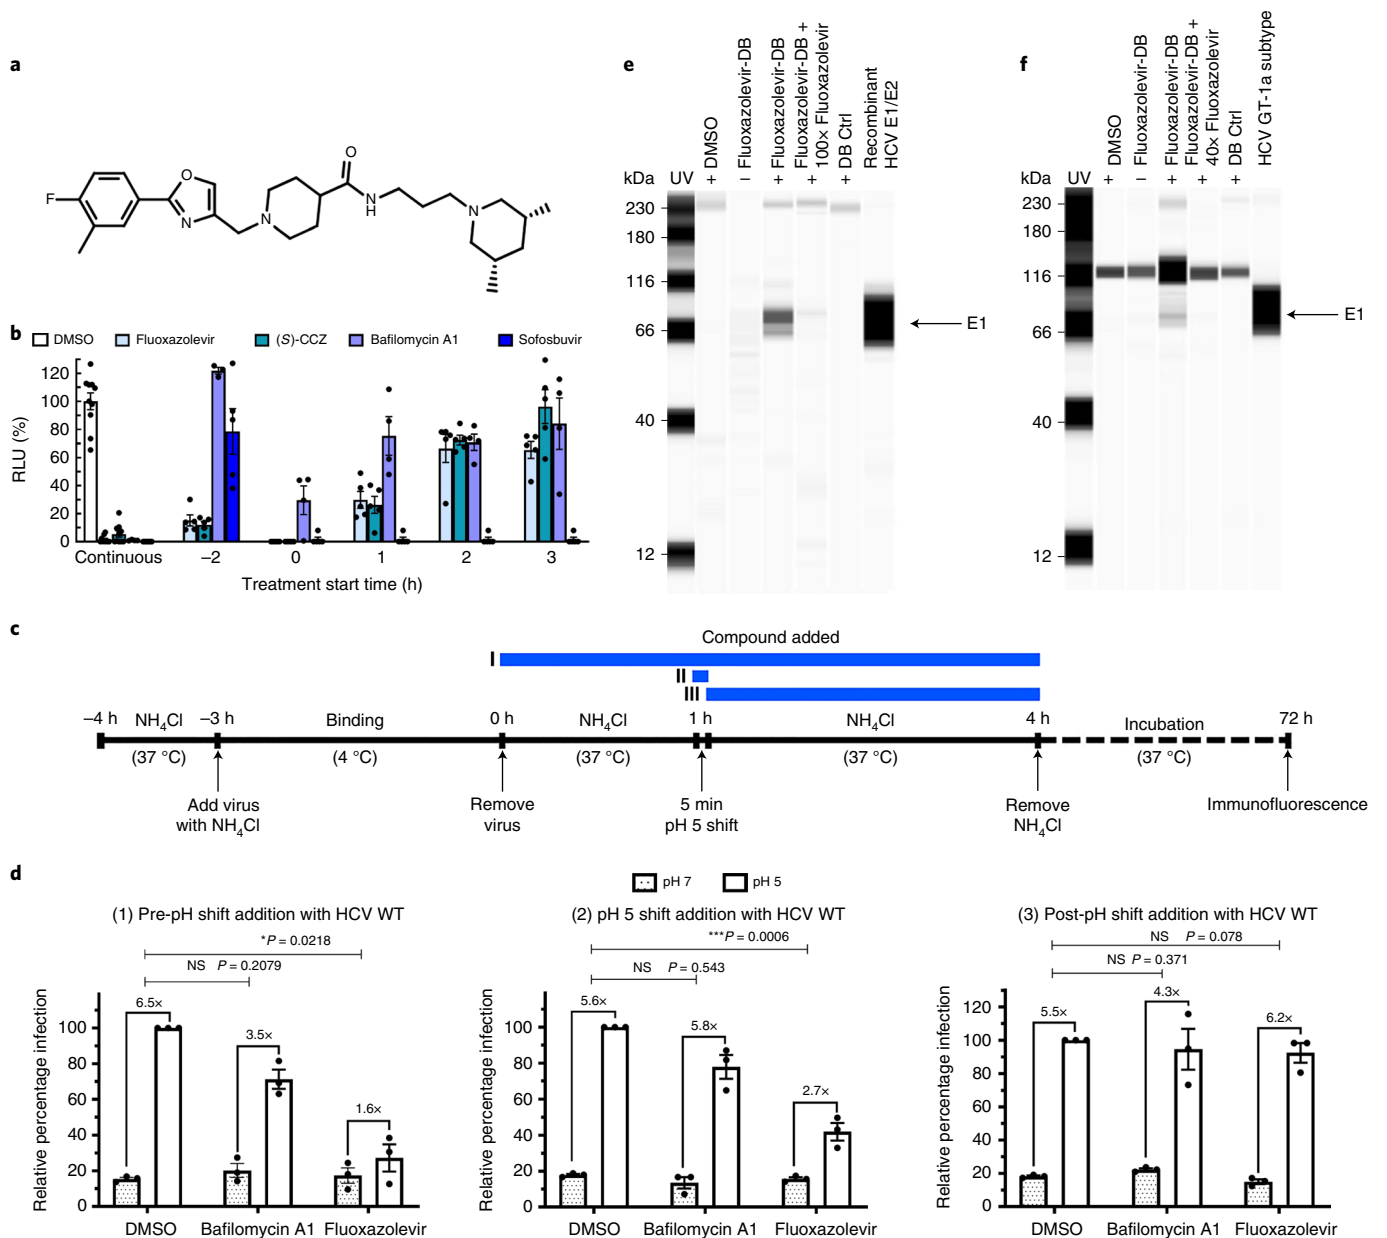 a
O
F
O
N
N
N
H
N
b
DMSO
Fluoxazolevir
(S)-CCZ
Bafilomycin A1
Sofosbuvir
RLU (%)
120
100
80
60
40
20
0
Continuous
–2
0
1
2
3
Treatment start time (h)
e
kDa
UV
DMSO
Fluoxazolevir-DB
Fluoxazolevir-DB
Fluoxazolevir-DB +
100× Fluoxazolevir
DB Ctrl
Recombinant
HCV E1/E2
+ – + + +
230
180
116
66
40
12
E1
f
kDa
UV
DMSO
Fluoxazolevir-DB
Fluoxazolevir-DB
Fluoxazolevir-DB +
40× Fluoxazolevir
DB Ctrl
HCV GT-1a subtype
+ – + + +
230
180
116
66
40
12
E1
c
Compound added
I
II
III
–4 h
–3 h
0 h
1 h
4 h
72 h
NH₄Cl
Binding
NH₄Cl
NH₄Cl
Incubation
(37 °C)
(4 °C)
(37 °C)
(37 °C)
(37 °C)
Add virus
with NH₄Cl
Remove
virus
5 min
pH 5 shift
Remove
NH₄Cl
Immunofluorescence
d
pH 7
pH 5
(1) Pre-pH shift addition with HCV WT
*P = 0.0218
NS P = 0.2079
6.5×
3.5×
1.6×
Relative percentage infection
100
80
60
40
20
0
DMSO
Bafilomycin A1
Fluoxazolevir
(2) pH 5 shift addition with HCV WT
***P = 0.0006
NS P = 0.543
5.6×
5.8×
2.7×
Relative percentage infection
100
80
60
40
20
0
DMSO
Bafilomycin A1
Fluoxazolevir
(3) Post-pH shift addition with HCV WT
NS P = 0.078
NS P = 0.371
5.5×
4.3×
6.2×
Relative percentage infection
120
100
80
60
40
20
0
DMSO
Bafilomycin A1
Fluoxazolevir